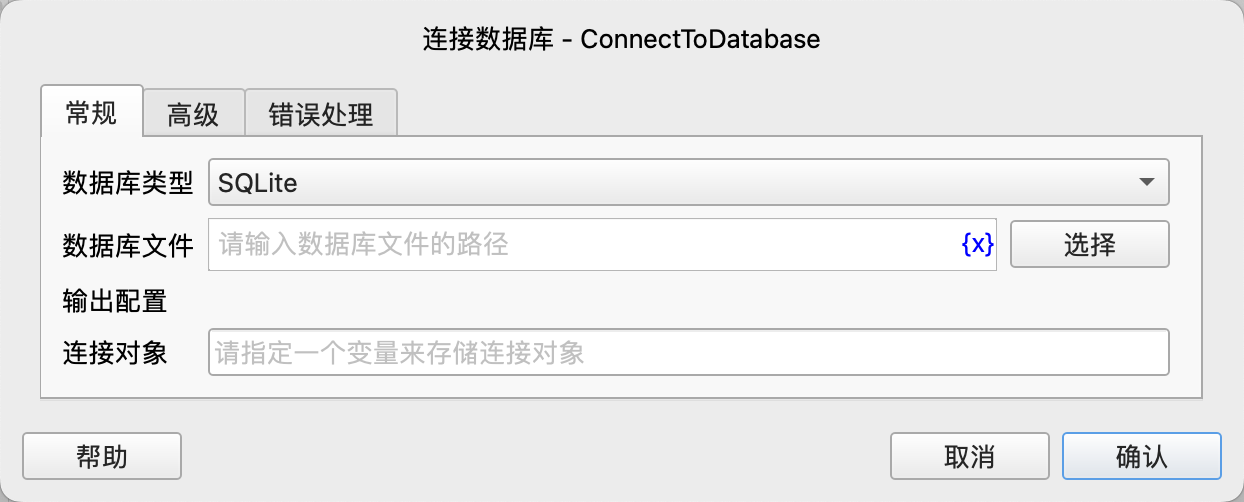 连接数据库 - ConnectToDatabase
常规 高级 错误处理
数据库类型 SQLite
数据库文件 请输入数据库文件的路径 {x} 选择
输出配置
连接对象 请指定一个变量来存储连接对象
帮助 取消 确认